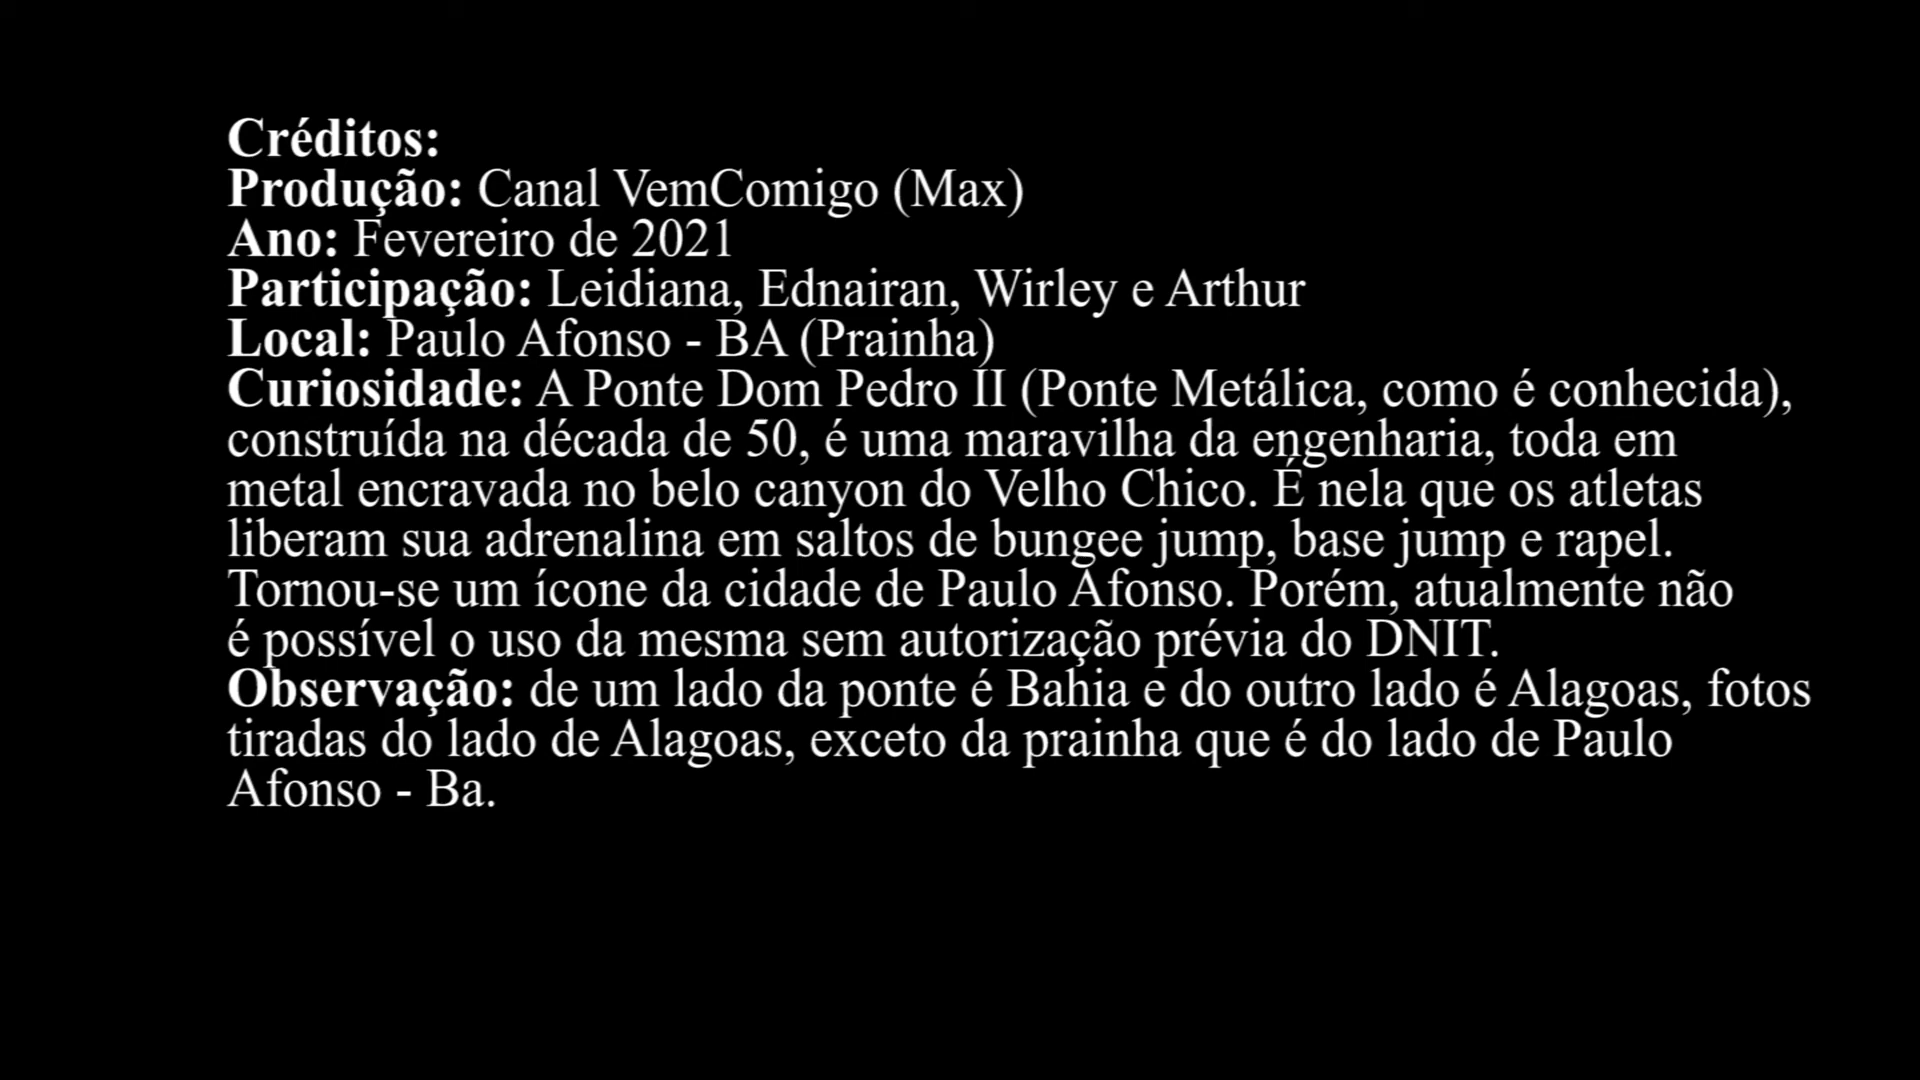 Créditos:
Produção: Canal VemComigo (Max)
Ano: Fevereiro de 2021
Participação: Leidiana, Ednairan, Wirley e Arthur
Local: Paulo Afonso - BA (Prainha)
Curiosidade: A Ponte Dom Pedro II (Ponte Metálica, como é conhecida),
construída na década de 50, é uma maravilha da engenharia, toda em
metal encravada no belo canyon do Velho Chico. É nela que os atletas
liberam sua adrenalina em saltos de bungee jump, base jump e rapel.
Tornou-se um ícone da cidade de Paulo Afonso. Porém, atualmente não
é possível o uso da mesma sem autorização prévia do DNIT.
Observação: de um lado da ponte é Bahia e do outro lado é Alagoas, fotos
tiradas do lado de Alagoas, exceto da prainha que é do lado de Paulo
Afonso - Ba.